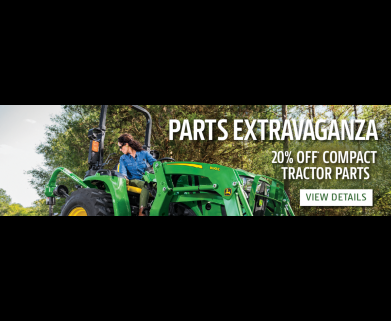 PARTS EXTRAVAGANZA
20% OFF COMPACT
TRACTOR PARTS
VIEW DETAILS